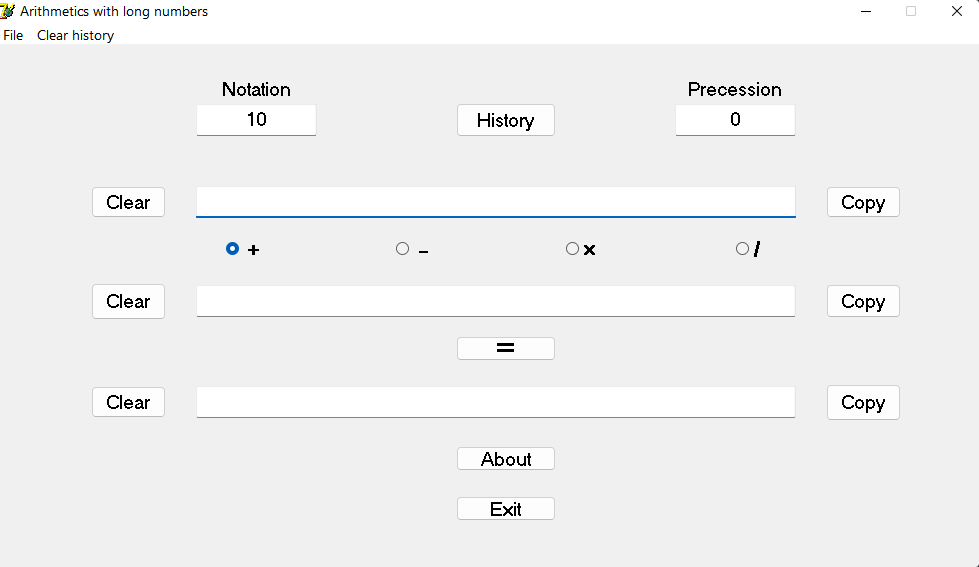 Arithmetics with long numbers
File Clear history
Notation Precession
10 History 0
Clear Copy
+ - × /
Clear Copy
=
Clear Copy
About
Exit